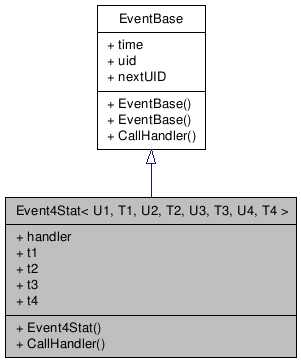 EventBase
+ time
+ uid
+ nextUID
+ EventBase()
+ EventBase()
+ CallHandler()
Event4Stat< U1, T1, U2, T2, U3, T3, U4, T4 >
+ handler
+ t1
+ t2
+ t3
+ t4
+ Event4Stat()
+ CallHandler()